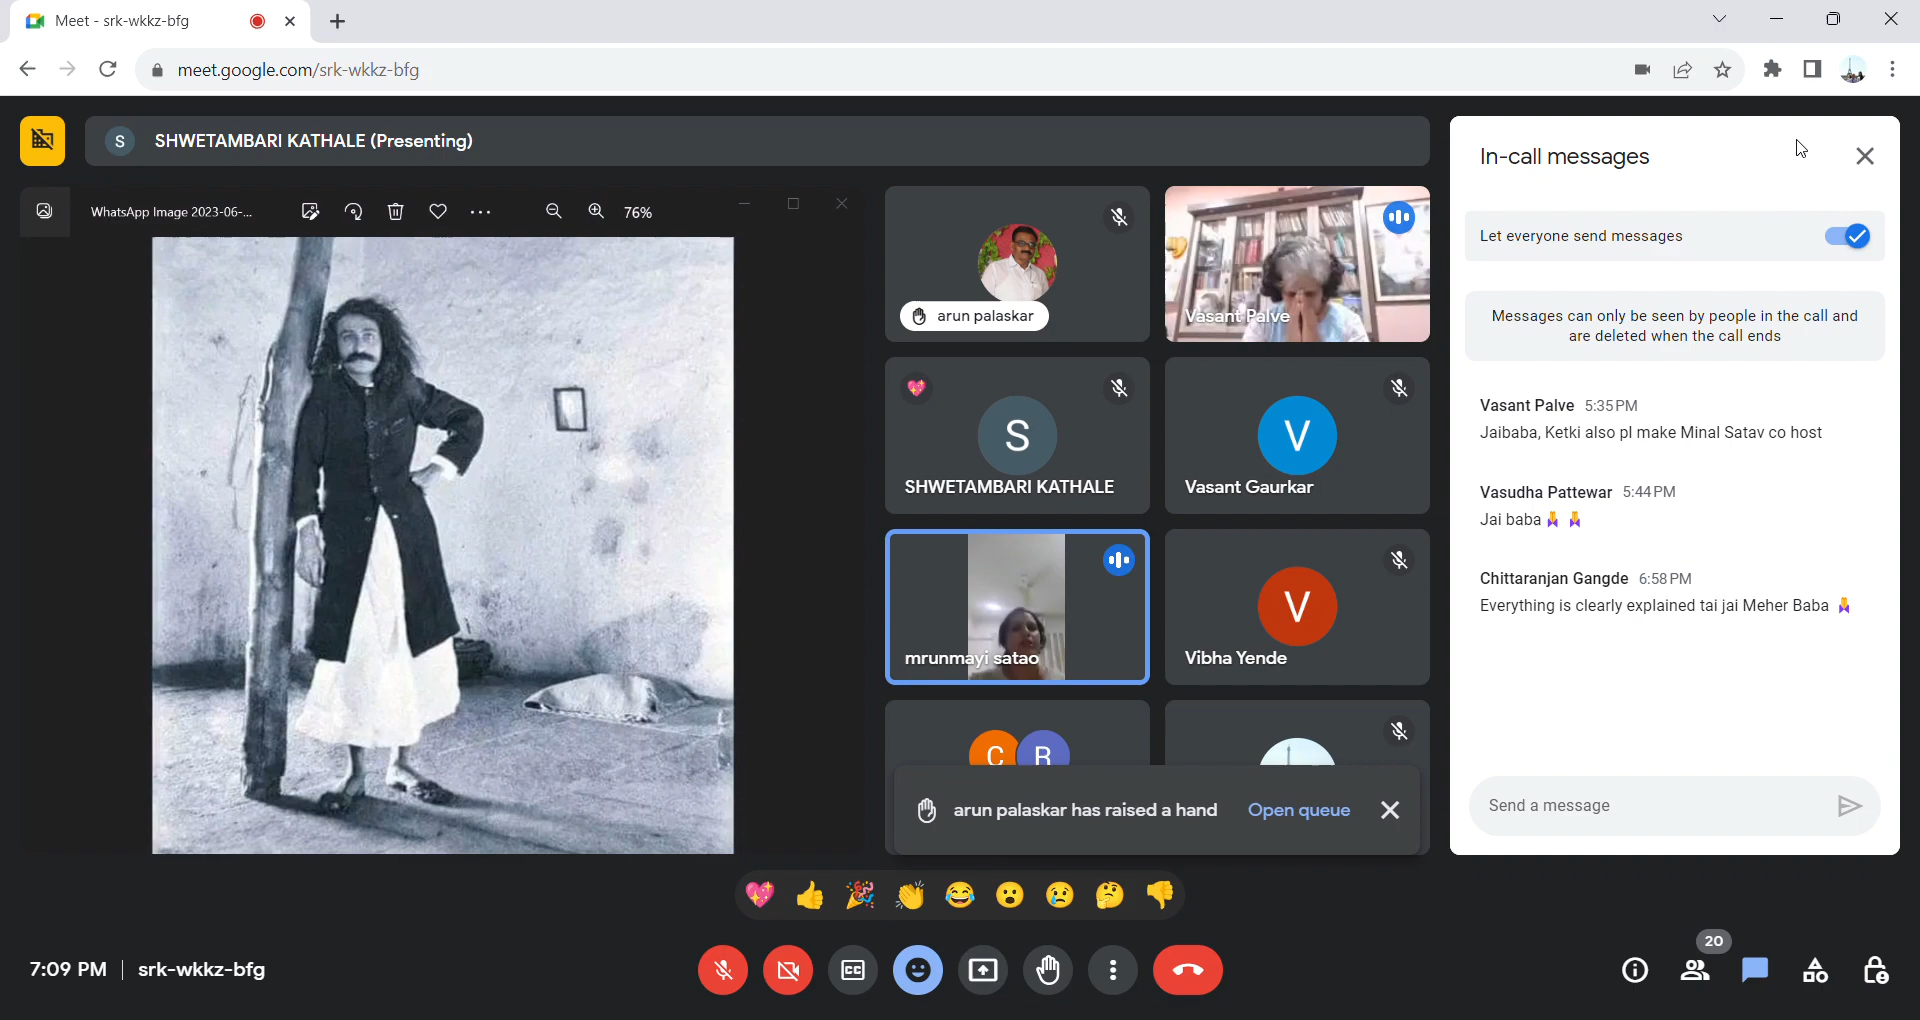 Meet - srk-wkkz-bfg
meet.google.com/srk-wkkz-bfg
S SHWETAMBARI KATHALE (Presenting)
WhatsApp Image 2023-06-...
76%
arun palaskar
Vasant Palve
S
SHWETAMBARI KATHALE
V
Vasant Gaurkar
mrunmayi satao
V
Vibha Yende
C R
arun palaskar has raised a hand Open queue
In-call messages
Let everyone send messages
Messages can only be seen by people in the call and
are deleted when the call ends
Vasant Palve 5:35 PM
Jaibaba, Ketki also pl make Minal Satav co host
Vasudha Pattewar 5:44 PM
Jai baba🙏🙏
Chittaranjan Gangde 6:58 PM
Everything is clearly explained tai jai Meher Baba 🙏
Send a message
7:09 PM | srk-wkkz-bfg
CC
20